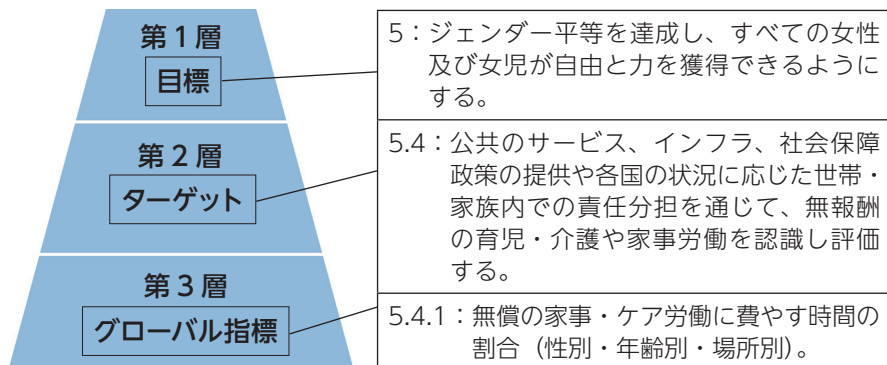 第1層
目標
5：ジェンダー平等を達成し、すべての女性
及び女児が自由と力を獲得できるように
する。
第2層
ターゲット
5.4：公共のサービス、インフラ、社会保障
政策の提供や各国の状況に応じた世帯・
家族内での責任分担を通じて、無報酬
の育児・介護や家事労働を認識し評価
する。
第3層
グローバル指標
5.4.1：無償の家事・ケア労働に費やす時間の
割合（性別・年齢別・場所別）。